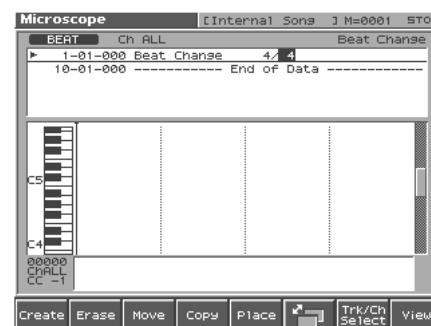 Microscope [Internal Song ] M=0001 STO
BEAT Ch ALL Beat Change
1-01-000 Beat Change 4/ 4
10-01-000 ----------- End of Data -----------
C5
C4
00000
ChALL
CC -1
Create Erase Move Copy Place Trk/Ch Select View